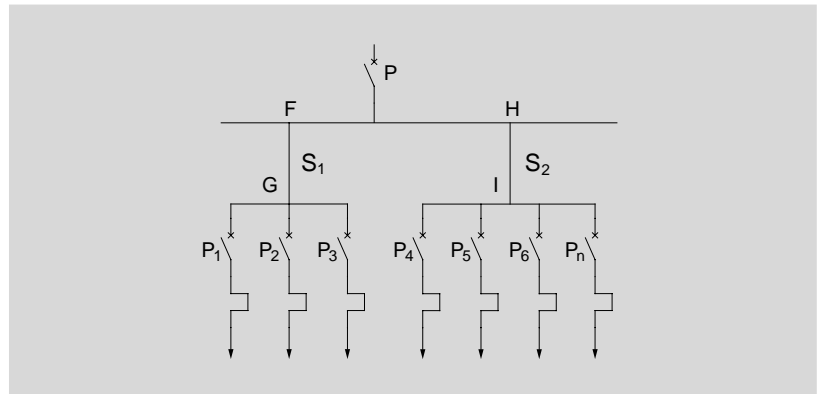 P
F H
S₁ S₂
G I
P₁ P₂ P₃ P₄ P₅ P₆ Pₙ